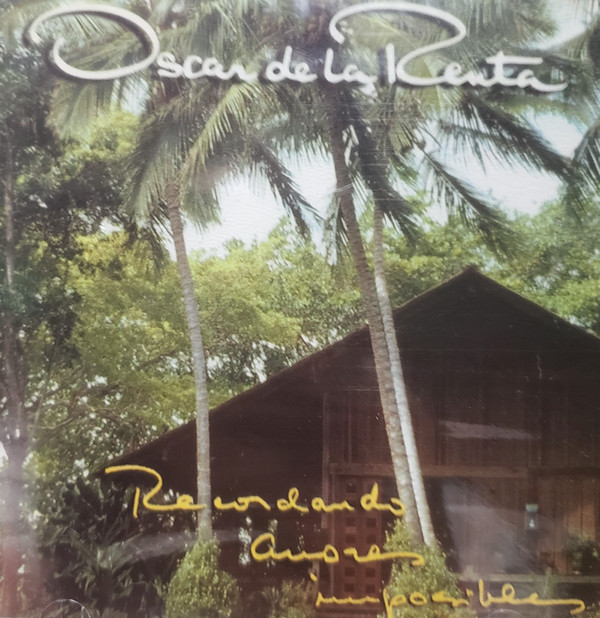 Oscar de la Renta
Recordando
amores
imposibles